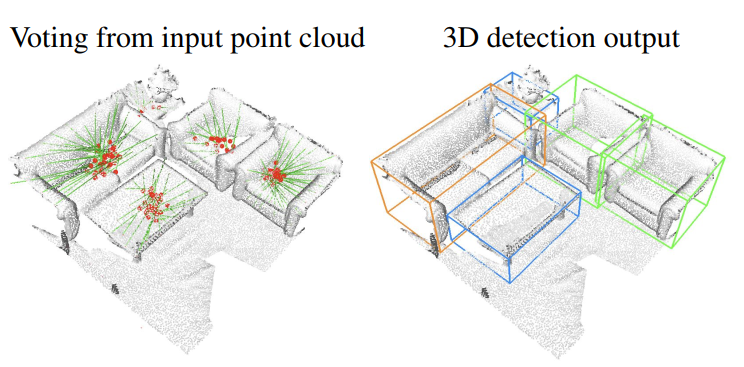 Voting from input point cloud
3D detection output